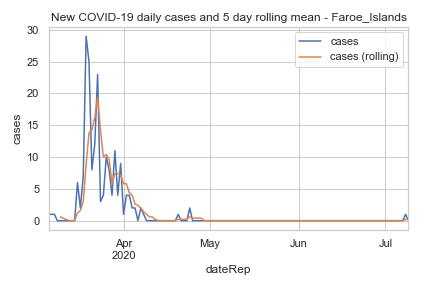 New COVID-19 daily cases and 5 day rolling mean - Faroe_Islands
cases
cases (rolling)
30
25
20
15
10
5
0
cases
Apr
2020
May
Jun
Jul
dateRep